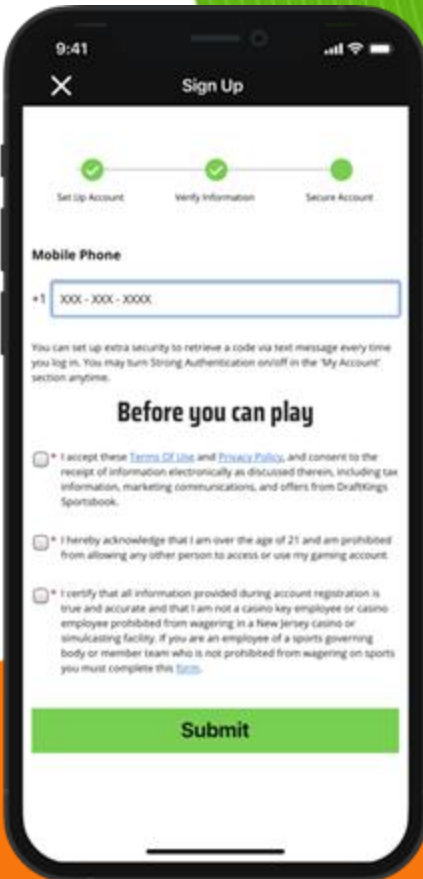 9:41
Sign Up
Set Up Account Verify Information Secure Account
Mobile Phone
+1 XXX - XXX - XXXX
You can set up extra security to retrieve a code via text message every time
you log in. You may turn Strong Authentication on/off in the 'My Account'
section anytime.
Before you can play
* I accept these Terms Of Use and Privacy Policy, and consent to the
receipt of information electronically as discussed therein, including tax
information, marketing communications, and offers from DraftKings
Sportsbook.
* I hereby acknowledge that I am over the age of 21 and am prohibited
from allowing any other person to access or use my gaming account
* I certify that all information provided during account registration is
true and accurate and that I am not a casino key employee or casino
employee prohibited from wagering in a New Jersey casino or
simulcasting facility. If you are an employee of a sports governing
body or member team who is not prohibited from wagering on sports
you must complete this form.
Submit